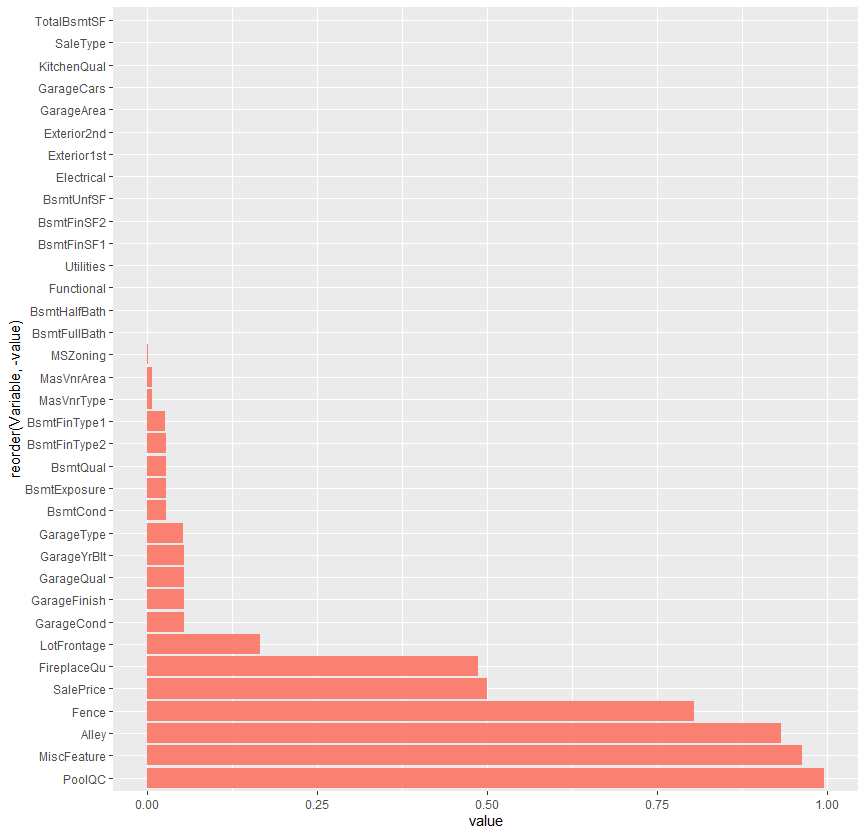 TotalBsmtSF
SaleType
KitchenQual
GarageCars
GarageArea
Exterior2nd
Exterior1st
Electrical
BsmtUnfSF
BsmtFinSF2
BsmtFinSF1
Utilities
Functional
BsmtHalfBath
BsmtFullBath
MSZoning
MasVnrArea
MasVnrType
BsmtFinType1
BsmtFinType2
BsmtQual
BsmtExposure
BsmtCond
GarageType
GarageYrBlt
GarageQual
GarageFinish
GarageCond
LotFrontage
FireplaceQu
SalePrice
Fence
Alley
MiscFeature
PoolQC
reorder(Variable, -value)
0.00 0.25 0.50 0.75 1.00
value